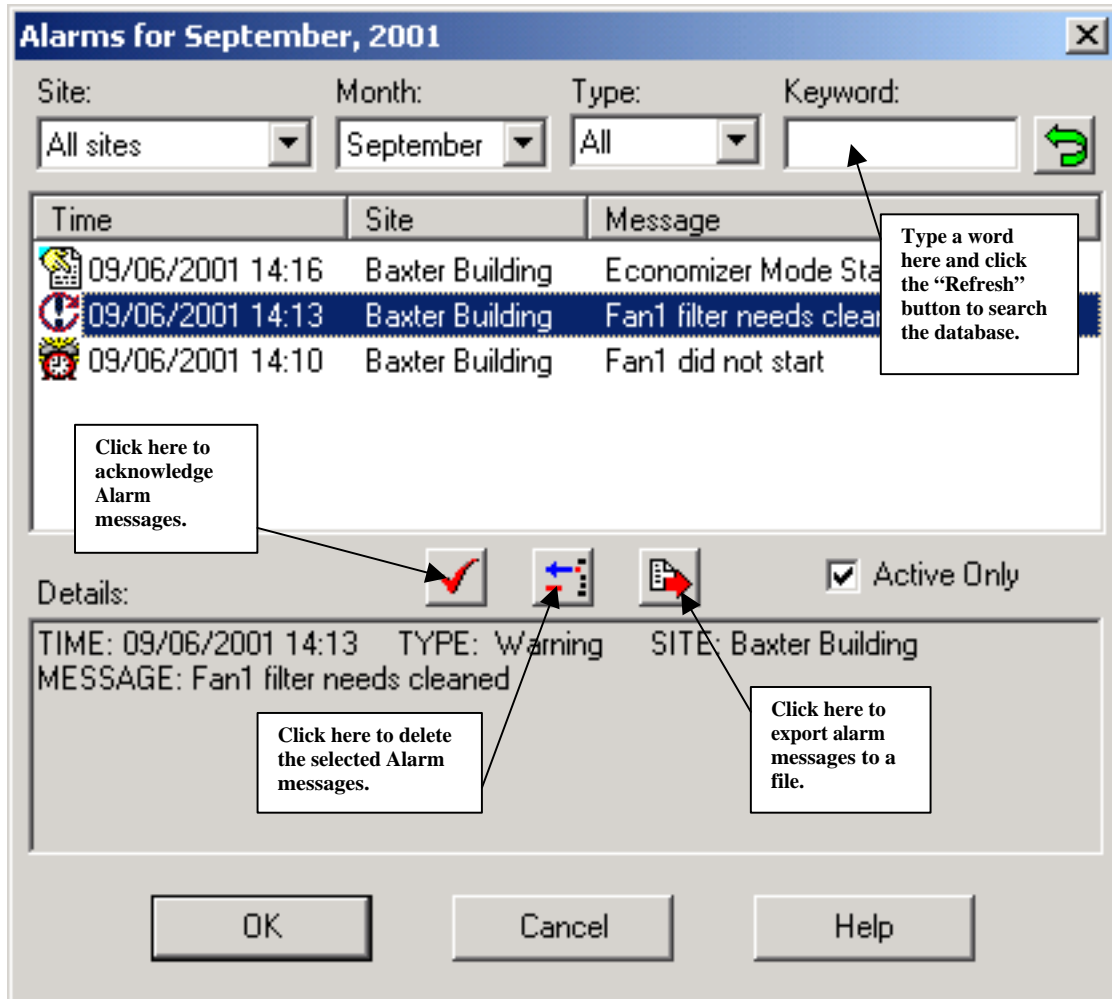 Alarms for September, 2001
Site: Month: Type: Keyword:
All sites September All
Time Site Message
09/06/2001 14:16 Baxter Building Economizer Mode
09/06/2001 14:13 Baxter Building Fan1 filter needs
09/06/2001 14:10 Baxter Building Fan1 did not start
Type a word
here and click
the “Refresh”
button to search
the database.
Click here to
acknowledge
Alarm
messages.
Active Only
Details:
TIME: 09/06/2001 14:13 TYPE: Warning SITE: Baxter Building
MESSAGE: Fan1 filter needs cleaned
Click here to delete
the selected Alarm
messages.
Click here to
export alarm
messages to a
file.
OK Cancel Help